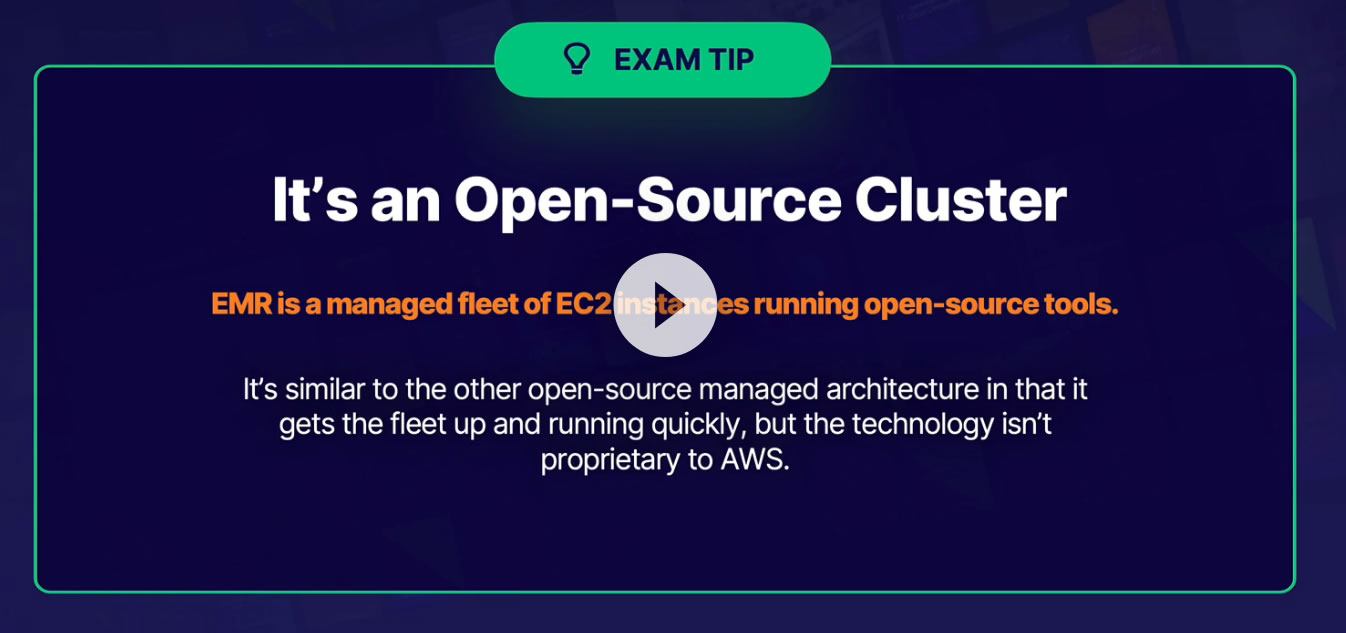 EXAM TIP
It’s an Open-Source Cluster
EMR is a managed fleet of EC2 instances running open-source tools.
It’s similar to the other open-source managed architecture in that it
gets the fleet up and running quickly, but the technology isn’t
proprietary to AWS.